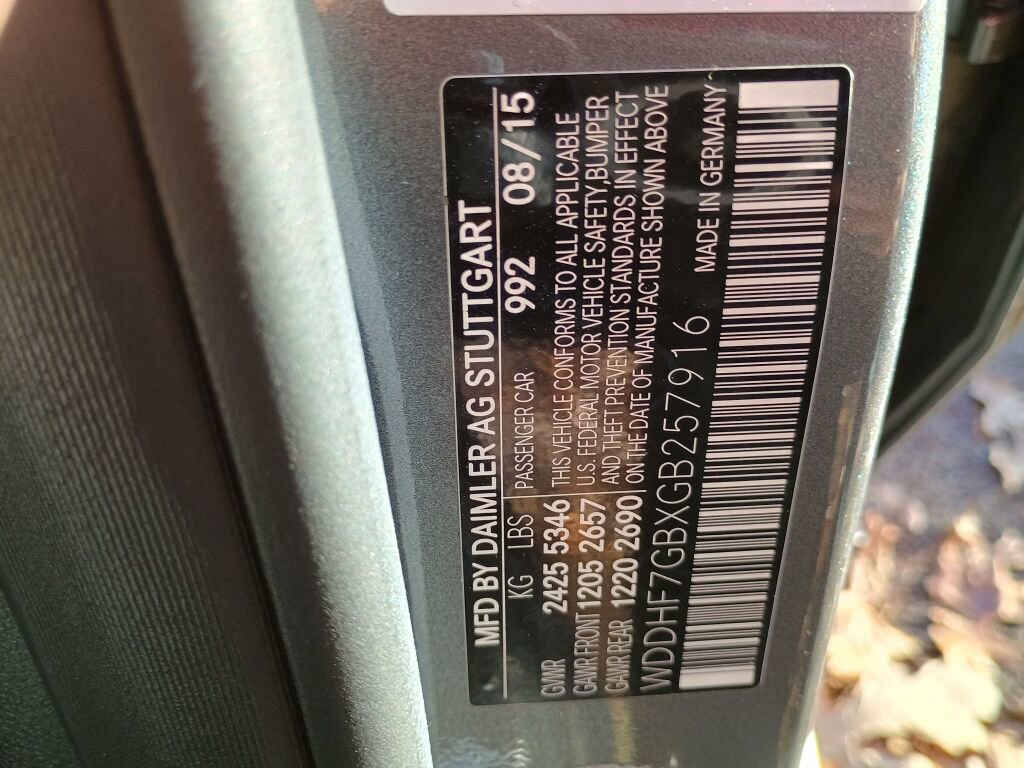 MFD BY DAIMLER AG STUTTGART
KG LBS PASSENGER CAR 992 08/15
GVWR 2425 5346 THIS VEHICLE CONFORMS TO ALL APPLICABLE
GAWR FRONT 1205 2657 U.S. FEDERAL MOTOR VEHICLE SAFETY,BUMPER
GAWR REAR 1220 2690 AND THEFT PREVENTION STANDARDS IN EFFECT
ON THE DATE OF MANUFACTURE SHOWN ABOVE
WDDHF7GBXGB257916 MADE IN GERMANY